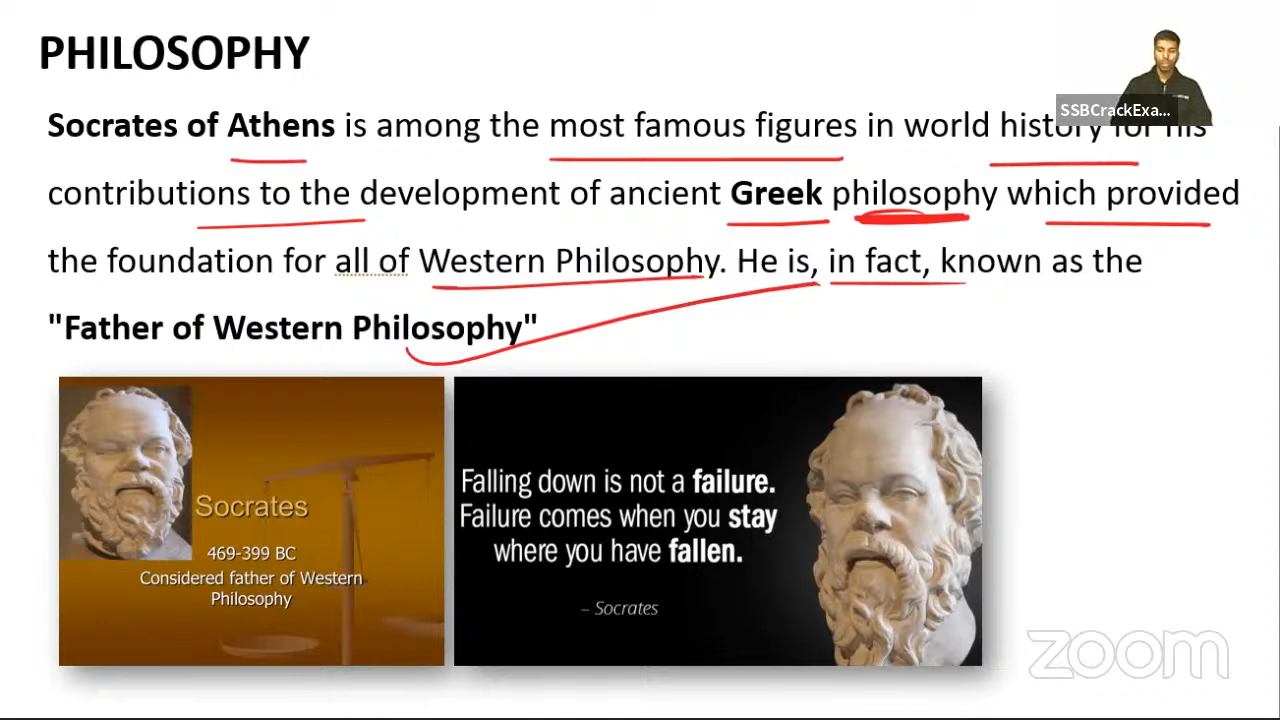 PHILOSOPHY
SSBCrackExa...
Socrates of Athens is among the most famous figures in world history for his
contributions to the development of ancient Greek philosophy which provided
the foundation for all of Western Philosophy. He is, in fact, known as the
"Father of Western Philosophy"
Socrates
469-399 BC
Considered father of Western
Philosophy
Falling down is not a failure.
Failure comes when you stay
where you have fallen.
– Socrates
zoom